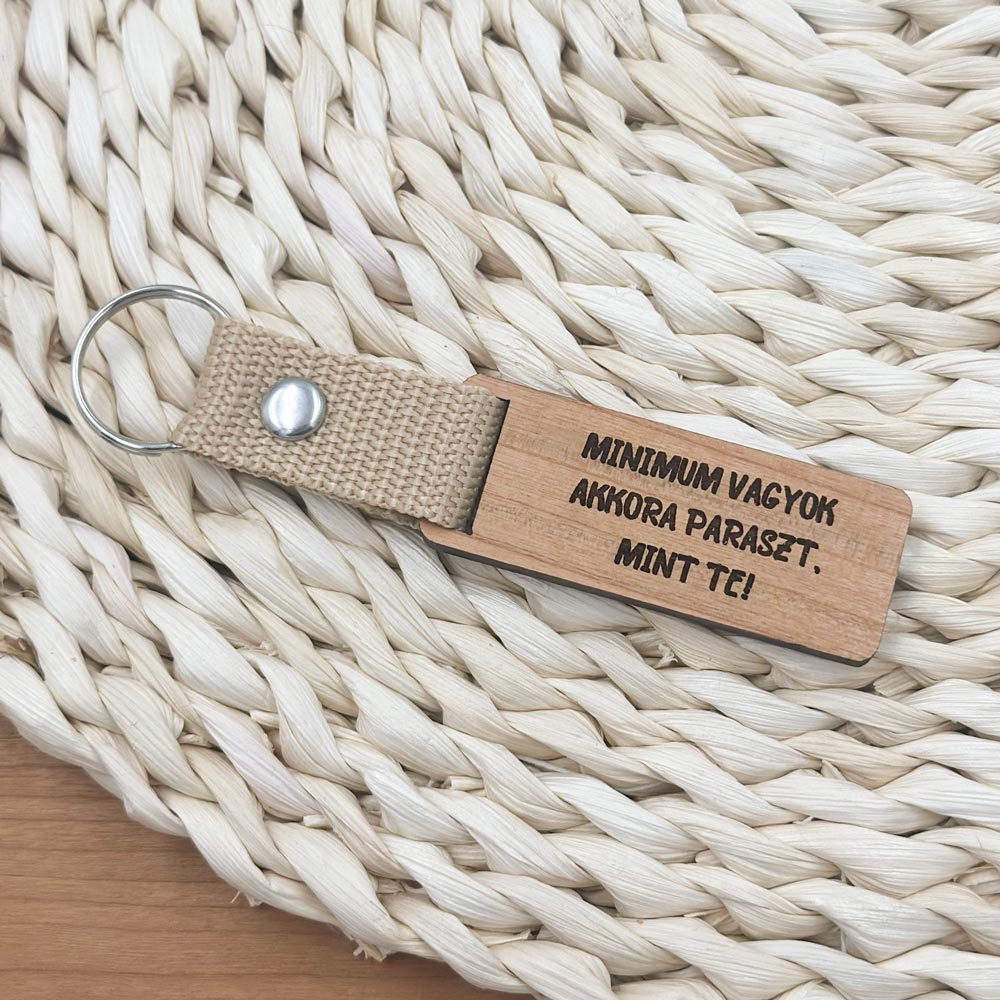 MINIMUM VAGYOK
AKKORA PARASZT,
MINT TE!